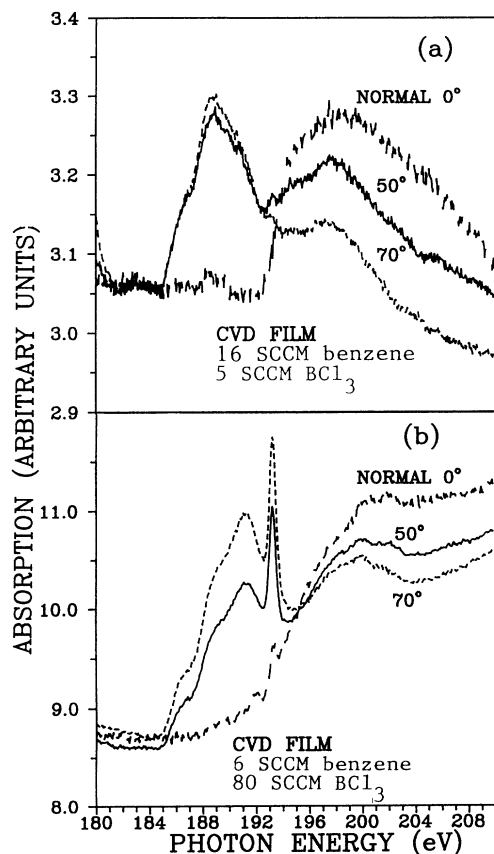 ABSORPTION (ARBITRARY UNITS)
3.4
3.3
3.2
3.1
3.0
2.9
(a)
NORMAL 0°
50°
70°
CVD FILM
16 SCCM benzene
5 SCCM BCl3
11.0
10.0
9.0
8.0
(b)
NORMAL 0°
50°
70°
CVD FILM
6 SCCM benzene
80 SCCM BCl3
180 184 188 192 196 200 204 208
PHOTON ENERGY (eV)